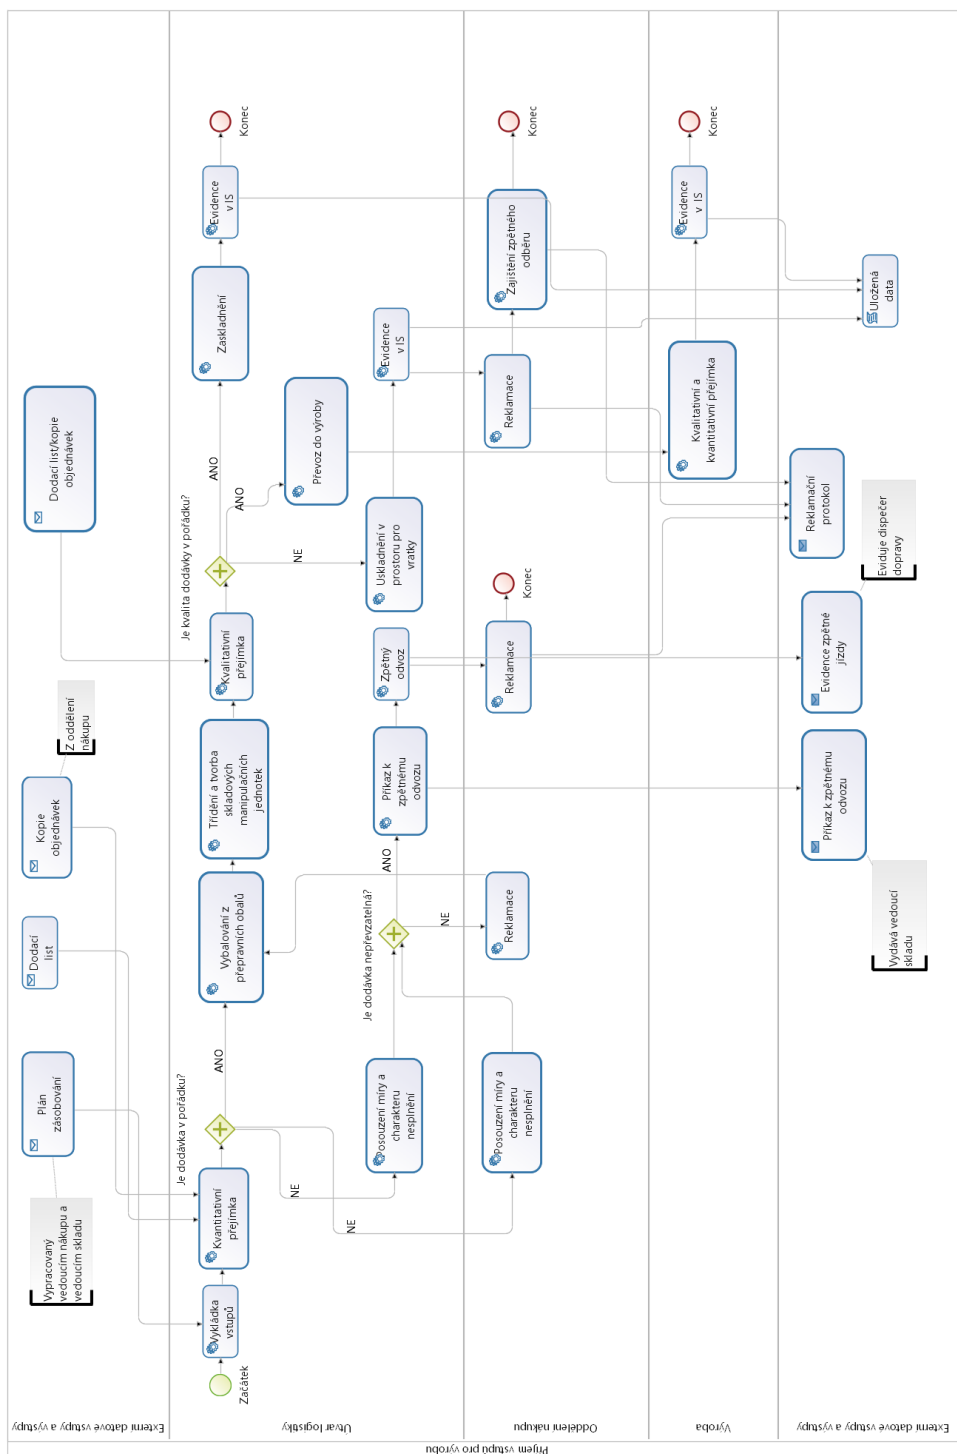 Příjem vstupů pro výrobu
Externí datové vstupy a výstupy
Útvar logistiky
Oddělení nákupu
Výroba
Externí datové vstupy a výstupy
Vypracovaný
vedoucím nákupu a
vedoucím skladu
Plán
zásobování
Dodací
list
Kopie
objednávek
Z oddělení
nákupu
Dodací list/kopie
objednávek
Začátek
Vykládka
vstupů
Kvantitativní
přejímka
Je dodávka v pořádku?
ANO
NE
NE
Vybalování z
přepravních obalů
Třídění a tvorba
skladových
manipulačních
jednotek
Kvalitativní
přejímka
Je kvalita dodávky v pořádku?
ANO
ANO
NE
Zaskladnění
Evidence
v IS
Konec
Převoz do výroby
Posouzení míry a
charakteru
nesplnění
Je dodávka nepřevzatelná?
ANO
NE
Příkaz k
zpětnému
odvozu
Zpětný
odvoz
Uskladnění v
prostoru pro
vratky
Evidence
v IS
Posouzení míry a
charakteru
nesplnění
Reklamace
Reklamace
Konec
Reklamace
Zajištění zpětného
odběru
Konec
Kvalitativní a
kvantitativní přejímka
Evidence
v IS
Konec
Vydává vedoucí
skladu
Příkaz k zpětnému
odvozu
Evidence zpětné
jízdy
Eviduje dispečer
dopravy
Reklamační
protokol
Uložená
data